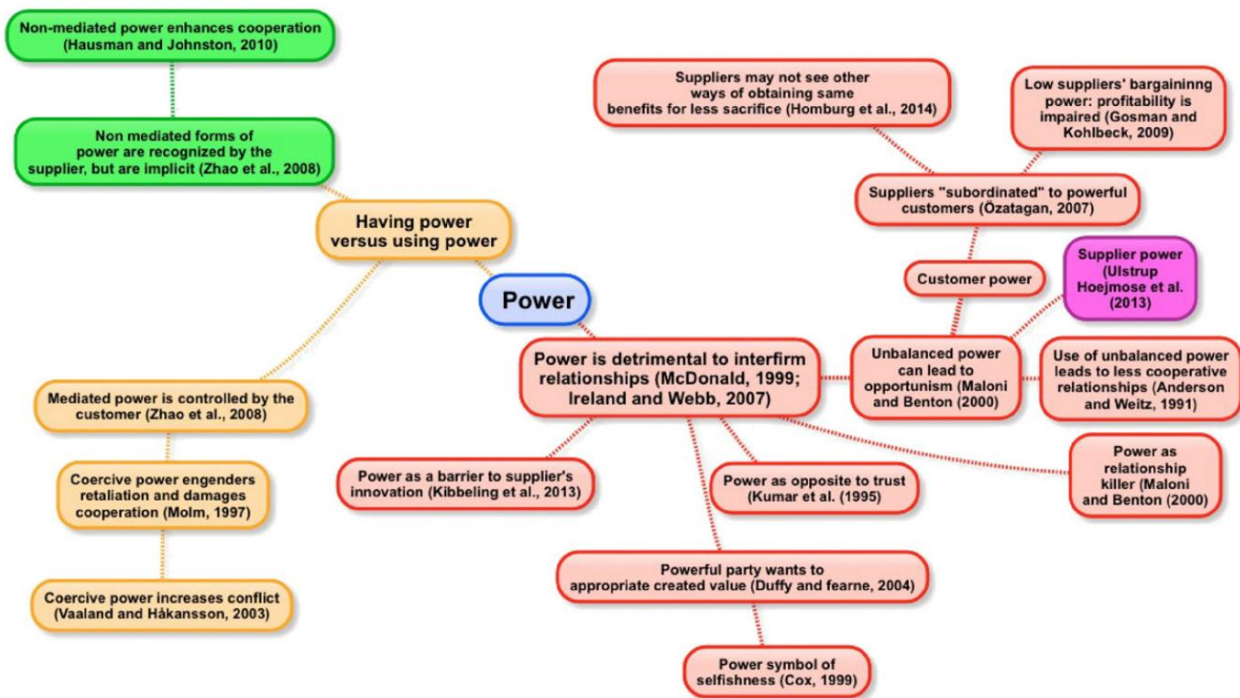 Non-mediated power enhances cooperation
(Hausman and Johnston, 2010)
Non mediated forms of
power are recognized by the
supplier, but are implicit (Zhao et al., 2008)
Having power
versus using power
Power
Mediated power is controlled by the
customer (Zhao et al., 2008)
Coercive power engenders
retaliation and damages
cooperation (Molm, 1997)
Coercive power increases conflict
(Vaaland and Håkansson, 2003)
Suppliers may not see other
ways of obtaining same
benefits for less sacrifice (Homburg et al., 2014)
Low suppliers' bargaininng
power: profitability is
impaired (Gosman and
Kohlbeck, 2009)
Suppliers "subordinated" to powerful
customers (Özatagan, 2007)
Customer power
Supplier power
(Ulstrup
Hoejmose et al.
(2013)
Power is detrimental to interfirm
relationships (McDonald, 1999;
Ireland and Webb, 2007)
Unbalanced power
can lead to
opportunism (Maloni
and Benton (2000)
Use of unbalanced power
leads to less cooperative
relationships (Anderson
and Weitz, 1991)
Power as a barrier to supplier's
innovation (Kibbeling et al., 2013)
Power as opposite to trust
(Kumar et al. (1995)
Power as
relationship
killer (Maloni
and Benton (2000)
Powerful party wants to
appropriate created value (Duffy and fearne, 2004)
Power symbol of
selfishness (Cox, 1999)